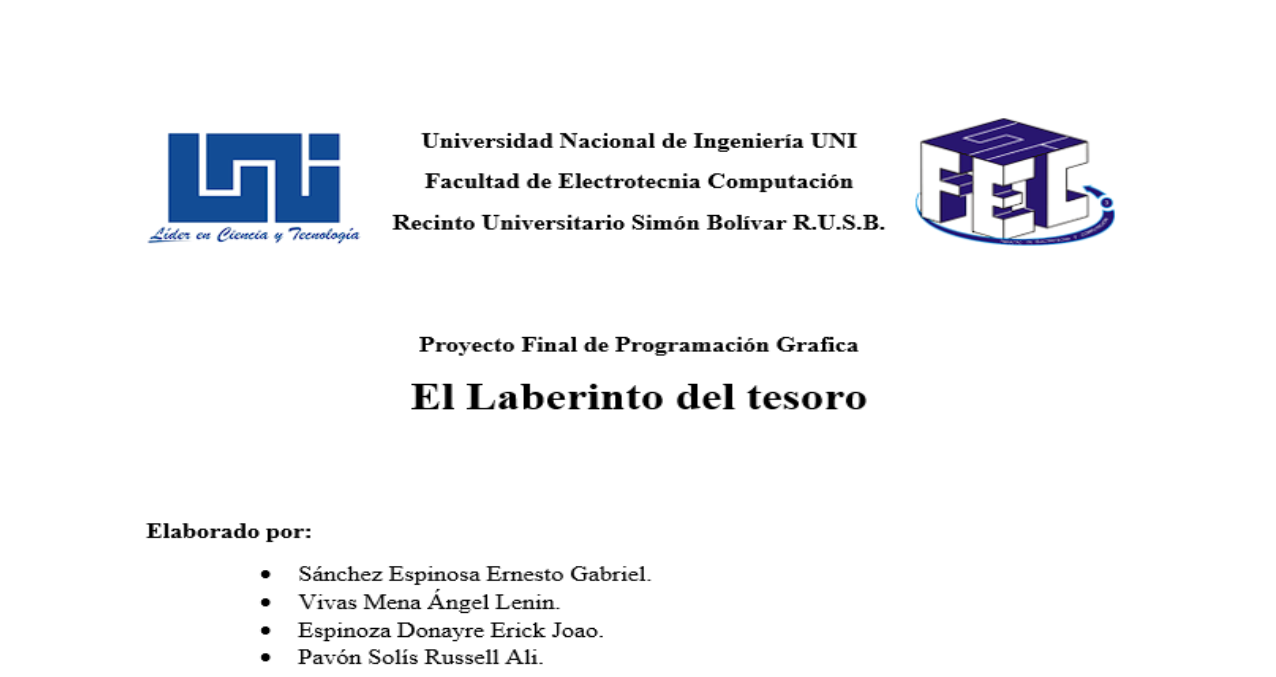 Universidad Nacional de Ingeniería UNI
Facultad de Electrotecnia Computación
Recinto Universitario Simón Bolívar R.U.S.B.
UNi
Líder en Ciencia y Tecnología
FEC
Proyecto Final de Programación Grafica
El Laberinto del tesoro
Elaborado por:
• Sánchez Espinosa Ernesto Gabriel.
• Vivas Mena Ángel Lenin.
• Espinoza Donayre Erick Joao.
• Pavón Solís Russell Ali.